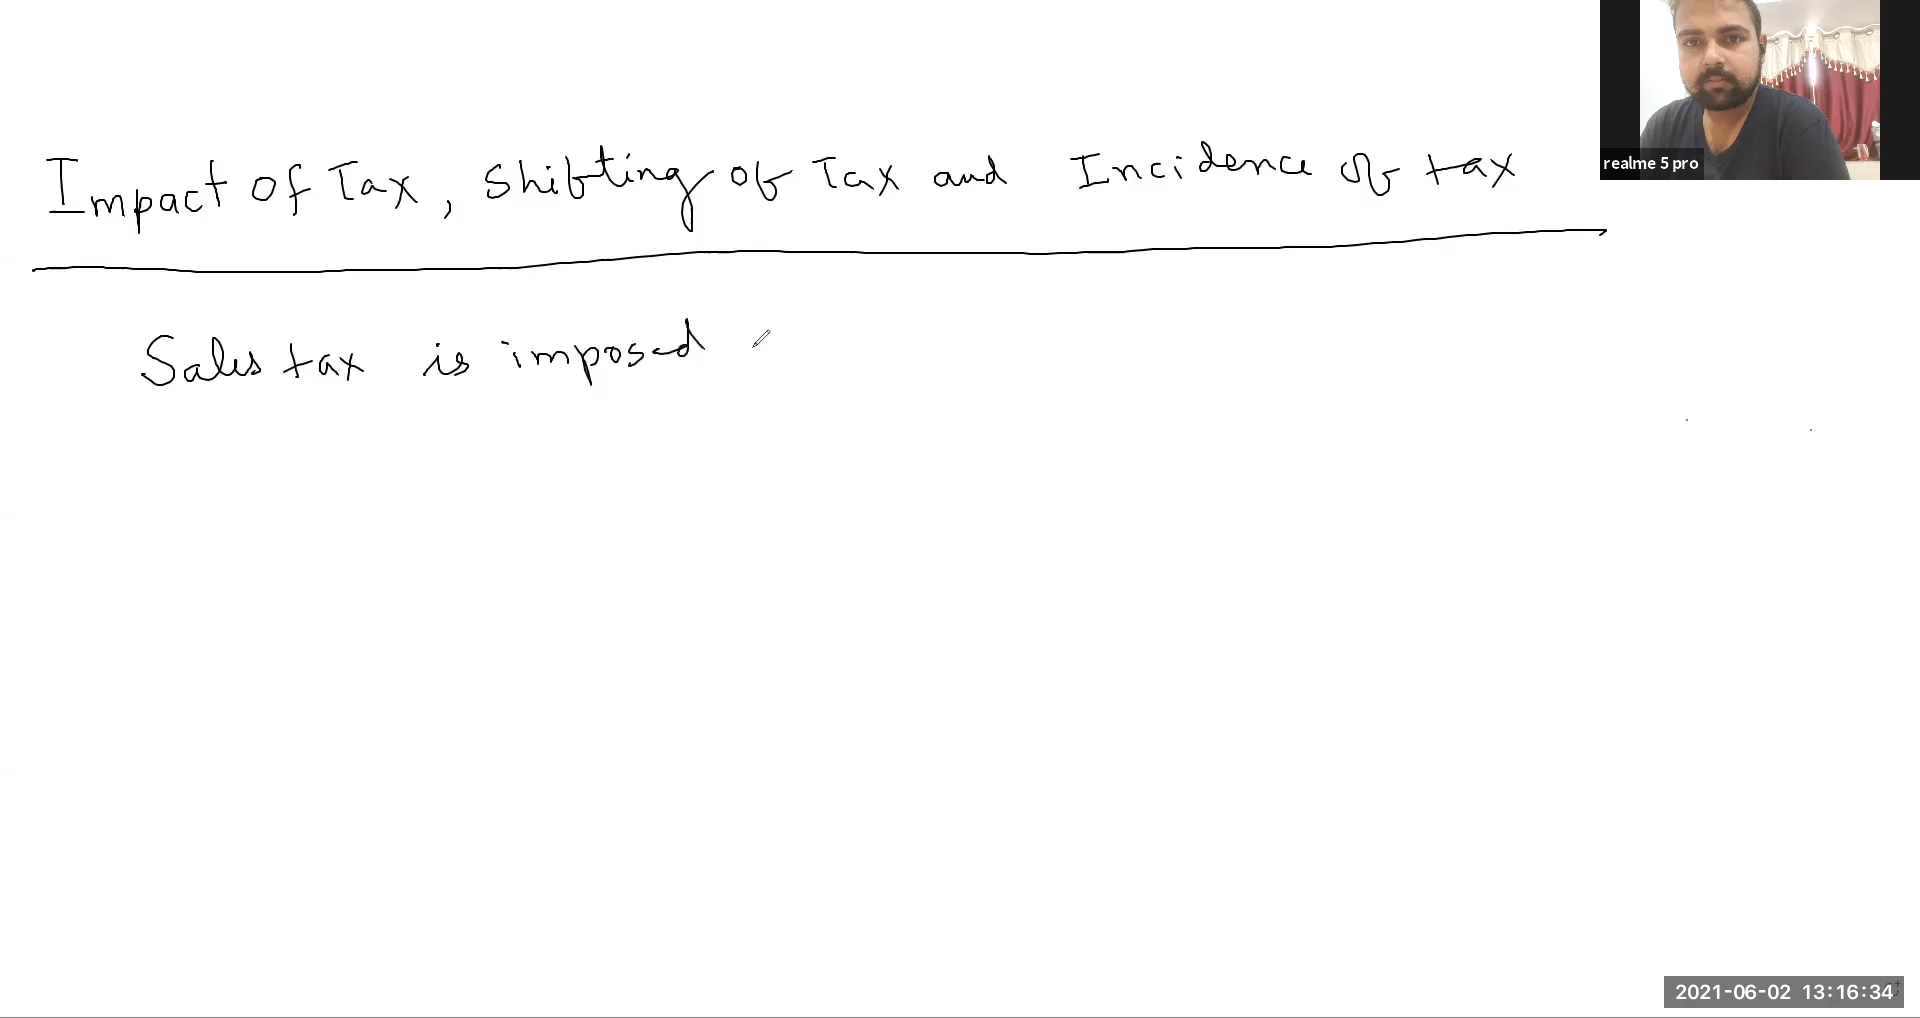 Impact of Tax, Shifting of Tax and Incidence of tax
realme 5 pro
Sales tax is imposed
2021-06-02 13:16:34